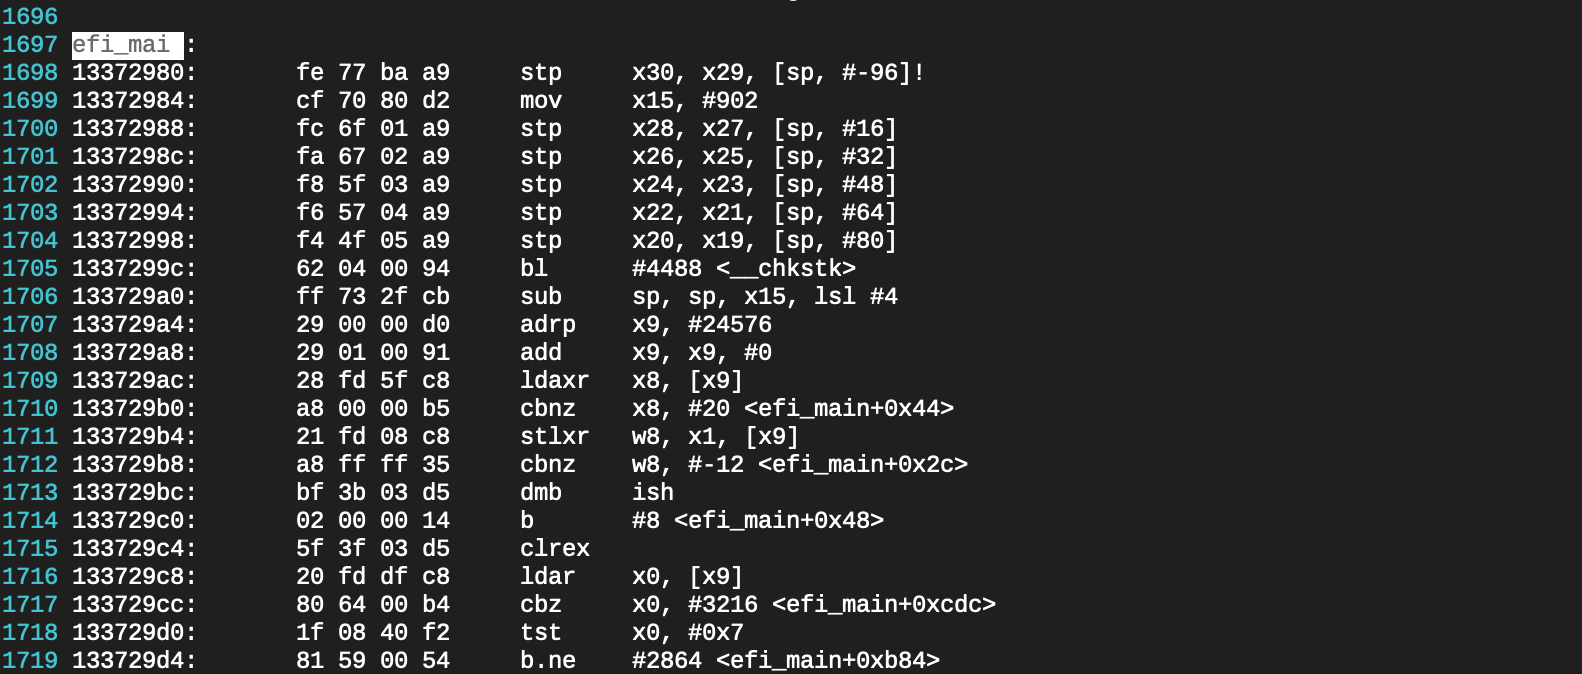 1696
1697 efi_mai :
1698 13372980: fe 77 ba a9 stp x30, x29, [sp, #-96]!
1699 13372984: cf 70 80 d2 mov x15, #902
1700 13372988: fc 6f 01 a9 stp x28, x27, [sp, #16]
1701 1337298c: fa 67 02 a9 stp x26, x25, [sp, #32]
1702 13372990: f8 5f 03 a9 stp x24, x23, [sp, #48]
1703 13372994: f6 57 04 a9 stp x22, x21, [sp, #64]
1704 13372998: f4 4f 05 a9 stp x20, x19, [sp, #80]
1705 1337299c: 62 04 00 94 bl #4488 <__chkstk>
1706 133729a0: ff 73 2f cb sub sp, sp, x15, lsl #4
1707 133729a4: 29 00 00 d0 adrp x9, #24576
1708 133729a8: 29 01 00 91 add x9, x9, #0
1709 133729ac: 28 fd 5f c8 ldaxr x8, [x9]
1710 133729b0: a8 00 00 b5 cbnz x8, #20 <efi_main+0x44>
1711 133729b4: 21 fd 08 c8 stlxr w8, x1, [x9]
1712 133729b8: a8 ff ff 35 cbnz w8, #-12 <efi_main+0x2c>
1713 133729bc: bf 3b 03 d5 dmb ish
1714 133729c0: 02 00 00 14 b #8 <efi_main+0x48>
1715 133729c4: 5f 3f 03 d5 clrex
1716 133729c8: 20 fd df c8 ldar x0, [x9]
1717 133729cc: 80 64 00 b4 cbz x0, #3216 <efi_main+0xcdc>
1718 133729d0: 1f 08 40 f2 tst x0, #0x7
1719 133729d4: 81 59 00 54 b.ne #2864 <efi_main+0xb84>